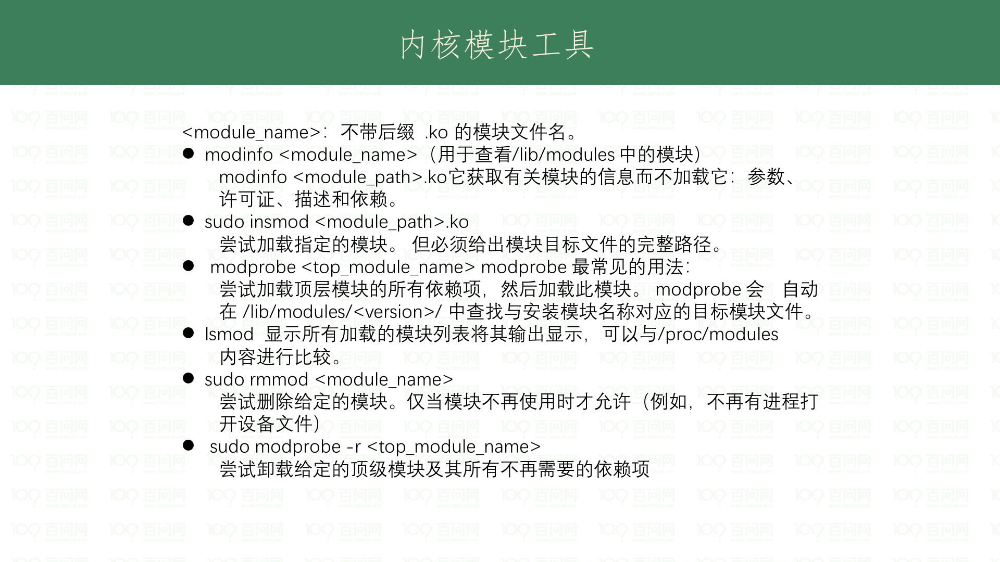 内核模块工具
<module_name>：不带后缀 .ko 的模块文件名。
● modinfo <module_name>（用于查看/lib/modules 中的模块）
modinfo <module_path>.ko它获取有关模块的信息而不加载它：参数、
许可证、描述和依赖。
● sudo insmod <module_path>.ko
尝试加载指定的模块。 但必须给出模块目标文件的完整路径。
● modprobe <top_module_name> modprobe 最常见的用法：
尝试加载顶层模块的所有依赖项，然后加载此模块。 modprobe 会 自动
在 /lib/modules/<version>/ 中查找与安装模块名称对应的目标模块文件。
● lsmod 显示所有加载的模块列表将其输出显示，可以与/proc/modules
内容进行比较。
● sudo rmmod <module_name>
尝试删除给定的模块。仅当模块不再使用时才允许（例如，不再有进程打
开设备文件）
● sudo modprobe -r <top_module_name>
尝试卸载给定的顶级模块及其所有不再需要的依赖项